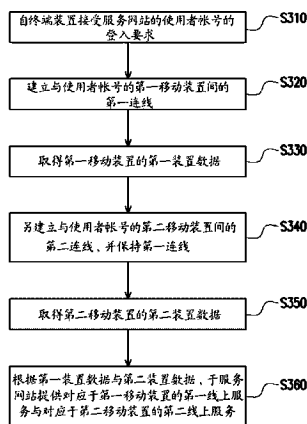 自终端装置接受服务网站的使用者帐号的
登入要求
S310
建立与使用者帐号的第一移动装置间的
第一连线
S320
取得第一移动装置的第一装置数据
S330
另建立与使用者帐号的第二移动装置间的
第二连线,并保持第一连线
S340
取得第二移动装置的第二装置数据
S350
根据第一装置数据与第二装置数据,于服务
网站提供对应于第一移动装置的第一线上服
务与对应于第二移动装置的第二线上服务
S360